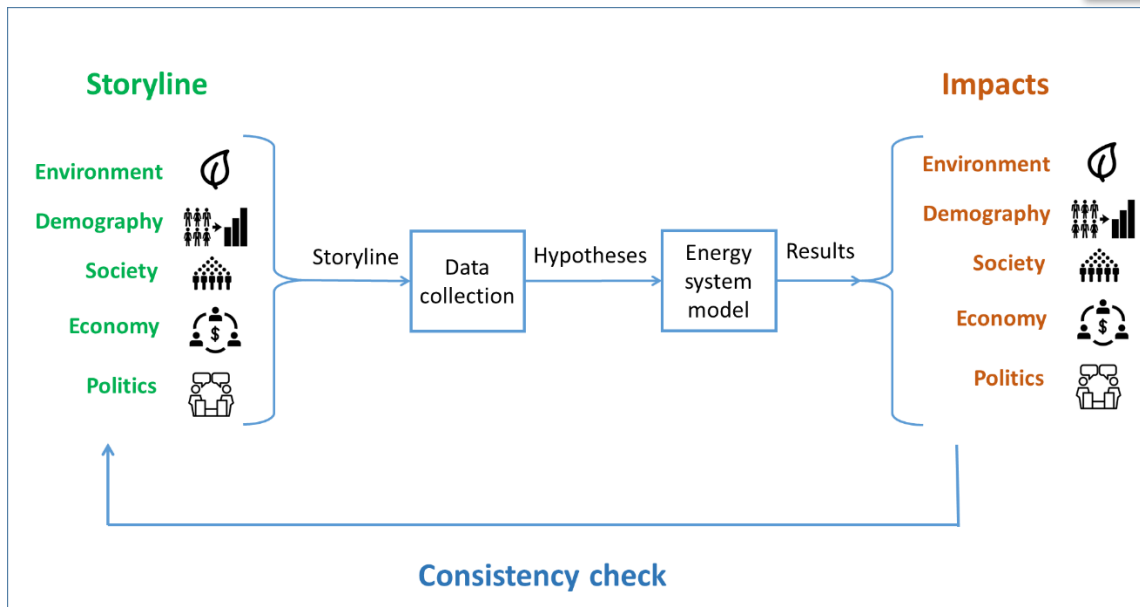 Storyline
Environment
Demography
Society
Economy
Politics
Storyline
Data
collection
Hypotheses
Energy
system
model
Results
Impacts
Environment
Demography
Society
Economy
Politics
$
$
Consistency check